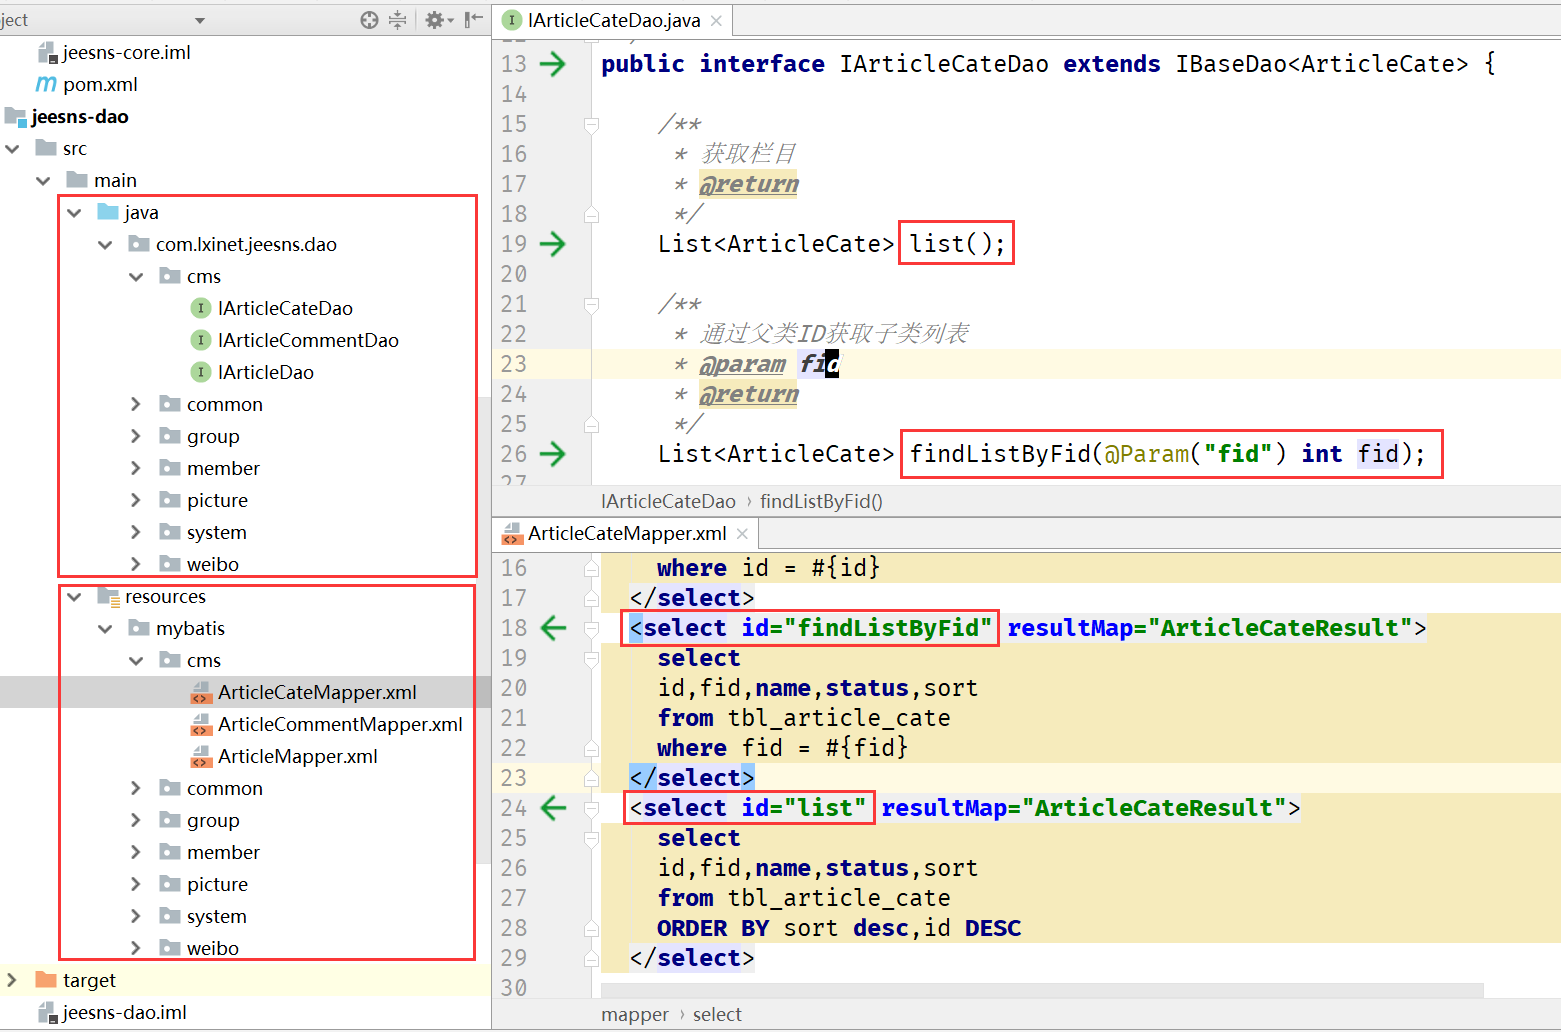 ject
jeesns-core.iml
m pom.xml
jeesns-dao
src
main
java
com.lxinet.jeesns.dao
cms
I IArticleCateDao
I IArticleCommentDao
I IArticleDao
common
group
member
picture
system
weibo
resources
mybatis
cms
ArticleCateMapper.xml
ArticleCommentMapper.xml
ArticleMapper.xml
common
group
member
picture
system
weibo
target
jeesns-dao.iml
I IArticleCateDao.java
13 public interface IArticleCateDao extends IBaseDao<ArticleCate> {
14
15 /**
16 * 获取栏目
17 * @return
18 */
19 List<ArticleCate> list();
20
21 /**
22 * 通过父类ID获取子类列表
23 * @param fid
24 * @return
25 */
26 List<ArticleCate> findListByFid(@Param("fid") int fid);
27
IArticleCateDao › findListByFid()
ArticleCateMapper.xml
16 where id = #{id}
17 </select>
18 <select id="findListByFid" resultMap="ArticleCateResult">
19 select
20 id,fid,name,status,sort
21 from tbl_article_cate
22 where fid = #{fid}
23 </select>
24 <select id="list" resultMap="ArticleCateResult">
25 select
26 id,fid,name,status,sort
27 from tbl_article_cate
28 ORDER BY sort desc,id DESC
29 </select>
30
mapper › select